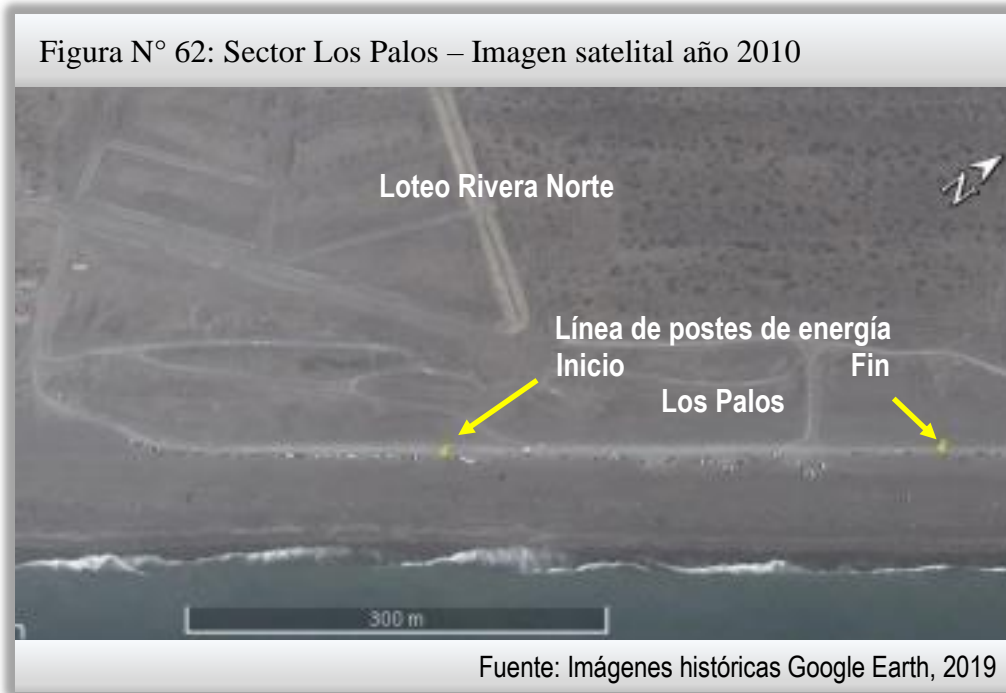 Figura N° 62: Sector Los Palos – Imagen satelital año 2010
Loteo Rivera Norte
N
Línea de postes de energía
Inicio Fin
Los Palos
300 m
Fuente: Imágenes históricas Google Earth, 2019